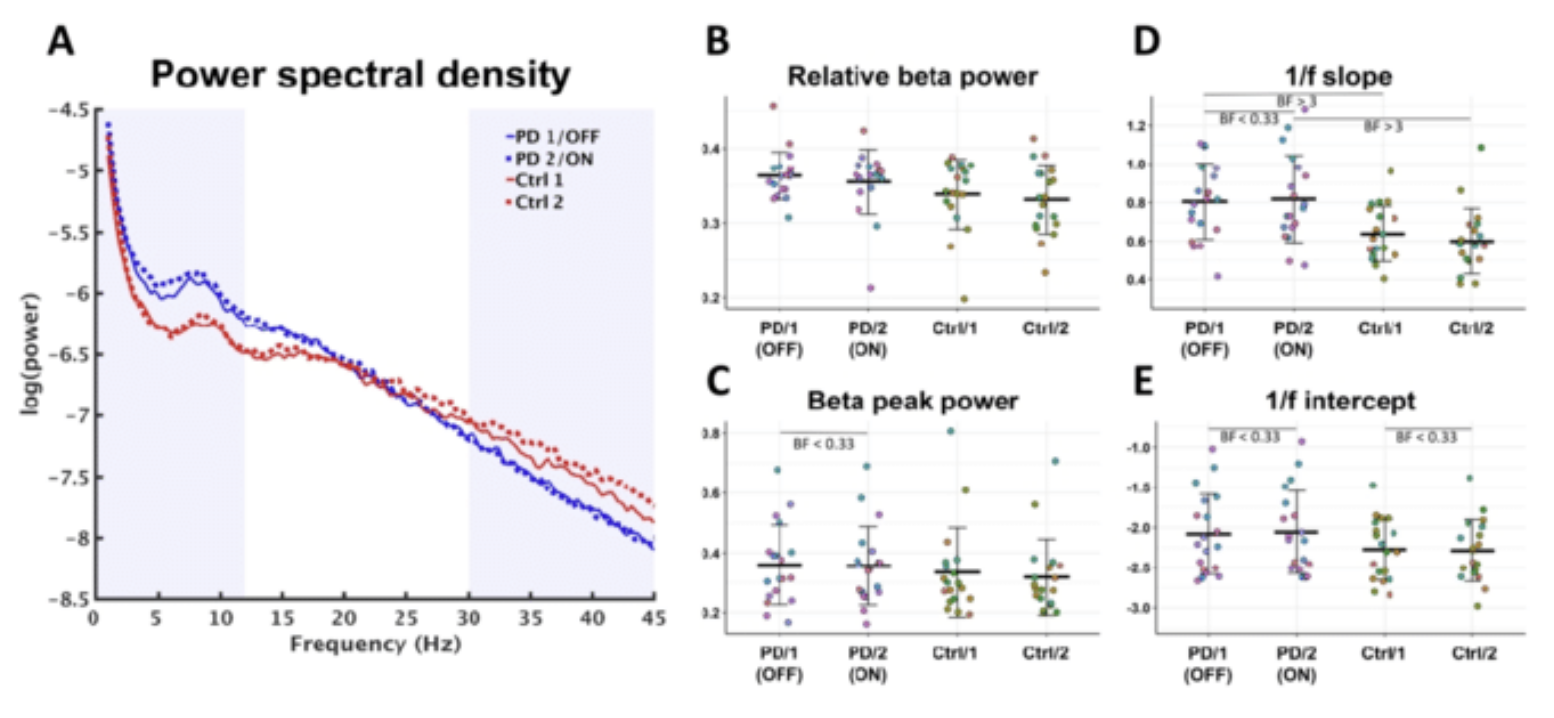 A
Power spectral density
-4.5
-5
-5.5
-6
-6.5
-7
-7.5
-8
-8.5
log(power)
PD 1/OFF
PD 2/ON
Ctrl 1
Ctrl 2
0 5 10 15 20 25 30 35 40 45
Frequency (Hz)
B
Relative beta power
3.4
3.3
3.2
PD/1 PD/2 Ctrl/1 Ctrl/2
(OFF) (ON)
C
Beta peak power
BF < 0.33
3.8
3.6
3.4
3.2
PD/1 PD/2 Ctrl/1 Ctrl/2
(OFF) (ON)
D
1/f slope
BF > 3
BF < 0.33
BF > 3
1.2
1.0
0.8
0.6
0.4
PD/1 PD/2 Ctrl/1 Ctrl/2
(OFF) (ON)
E
1/f intercept
BF < 0.33 BF < 0.33
-1.0
-1.5
-2.0
-2.5
-3.0
PD/1 PD/2 Ctrl/1 Ctrl/2
(OFF) (ON)